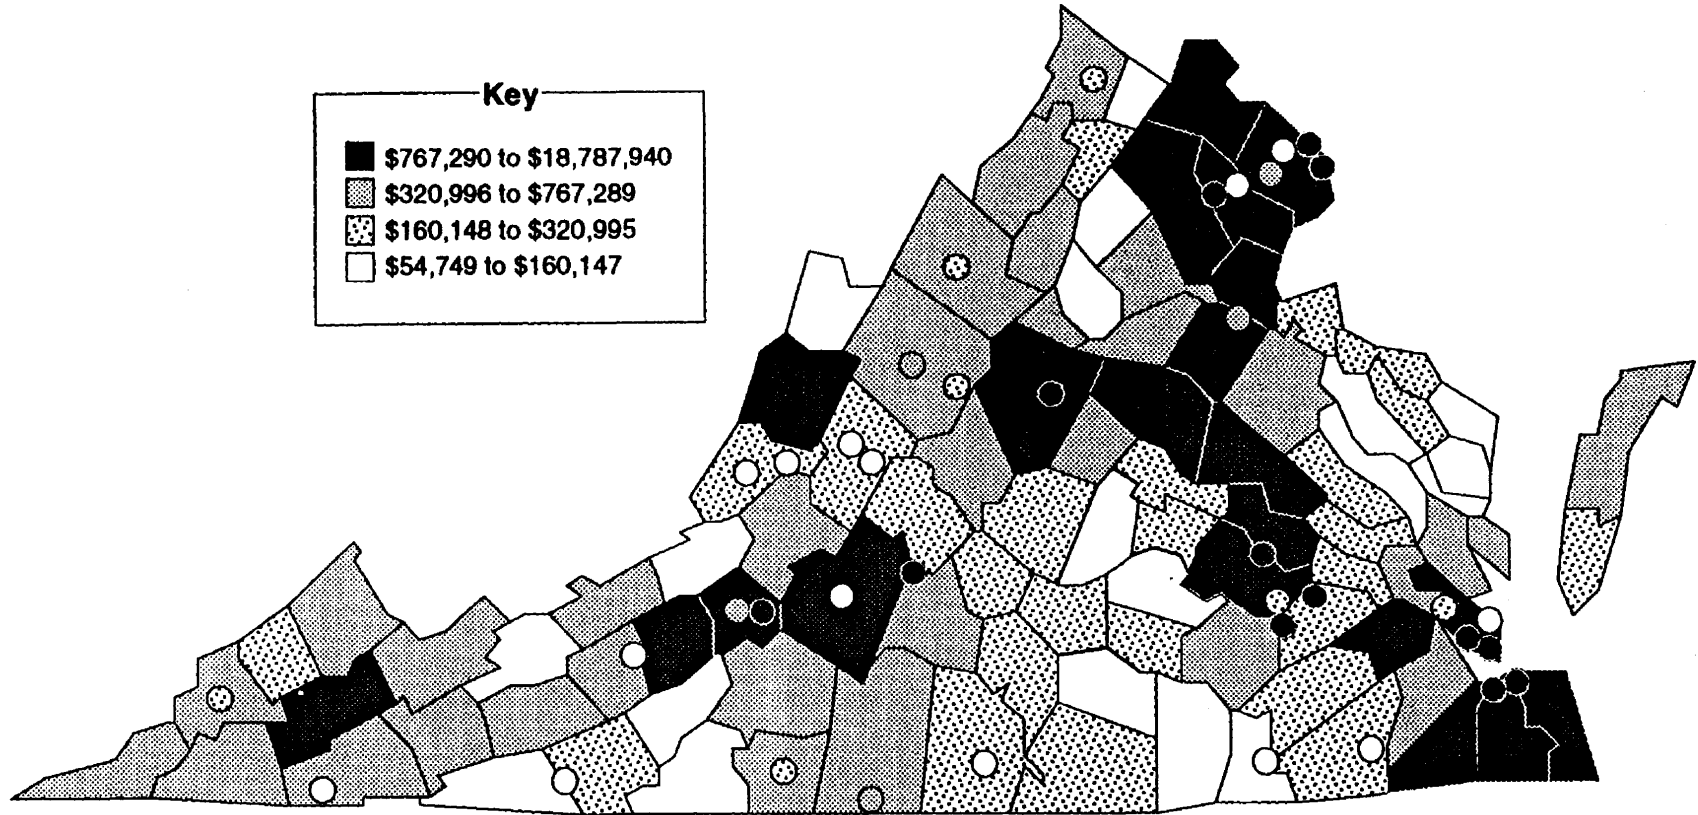 Key
$767,290 to $18,787,940
$320,996 to $767,289
$160,148 to $320,995
$54,749 to $160,147